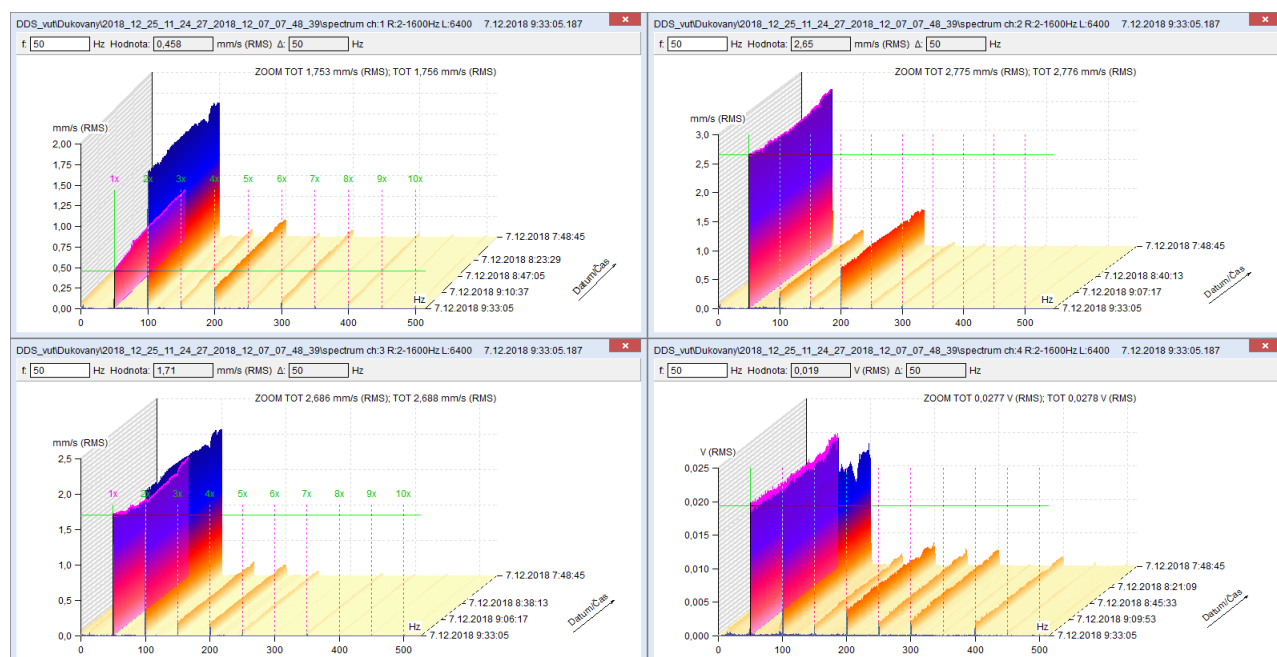 DDS_vut\Dukovany\2018_12_25_11_24_27_2018_12_07_07_48_39\spectrum ch:1 R:2-1600Hz L:6400 7.12.2018 9:33:05.187
f: 50 Hz Hodnota: 0,458 mm/s (RMS) Δ: 50 Hz
ZOOM TOT 1,753 mm/s (RMS); TOT 1,756 mm/s (RMS)
mm/s (RMS)
2,00
1,75
1,50
1,25
1,00
0,75
0,50
0,25
0,00
1x 2x 3x 4x 5x 6x 7x 8x 9x 10x
7.12.2018 7:48:45
7.12.2018 8:23:29
7.12.2018 8:47:05
7.12.2018 9:10:37
7.12.2018 9:33:05
Datum/Čas
Hz
0 100 200 300 400 500
DDS_vut\Dukovany\2018_12_25_11_24_27_2018_12_07_07_48_39\spectrum ch:2 R:2-1600Hz L:6400 7.12.2018 9:33:05.187
f: 50 Hz Hodnota: 2,65 mm/s (RMS) Δ: 50 Hz
ZOOM TOT 2,775 mm/s (RMS); TOT 2,776 mm/s (RMS)
mm/s (RMS)
3,0
2,5
2,0
1,5
1,0
0,5
0,0
7.12.2018 7:48:45
7.12.2018 8:40:13
7.12.2018 9:07:17
7.12.2018 9:33:05
Datum/Čas
Hz
0 100 200 300 400 500
DDS_vut\Dukovany\2018_12_25_11_24_27_2018_12_07_07_48_39\spectrum ch:3 R:2-1600Hz L:6400 7.12.2018 9:33:05.187
f: 50 Hz Hodnota: 1,71 mm/s (RMS) Δ: 50 Hz
ZOOM TOT 2,686 mm/s (RMS); TOT 2,688 mm/s (RMS)
mm/s (RMS)
2,5
2,0
1,5
1,0
0,5
0,0
1x 2x 3x 4x 5x 6x 7x 8x 9x 10x
7.12.2018 7:48:45
7.12.2018 8:38:13
7.12.2018 9:06:17
7.12.2018 9:33:05
Datum/Čas
Hz
0 100 200 300 400 500
DDS_vut\Dukovany\2018_12_25_11_24_27_2018_12_07_07_48_39\spectrum ch:4 R:2-1600Hz L:6400 7.12.2018 9:33:05.187
f: 50 Hz Hodnota: 0,019 V (RMS) Δ: 50 Hz
ZOOM TOT 0,0277 V (RMS); TOT 0,0278 V (RMS)
V (RMS)
0,025
0,020
0,015
0,010
0,005
0,000
7.12.2018 7:48:45
7.12.2018 8:21:09
7.12.2018 8:45:33
7.12.2018 9:09:53
7.12.2018 9:33:05
Datum/Čas
Hz
0 100 200 300 400 500